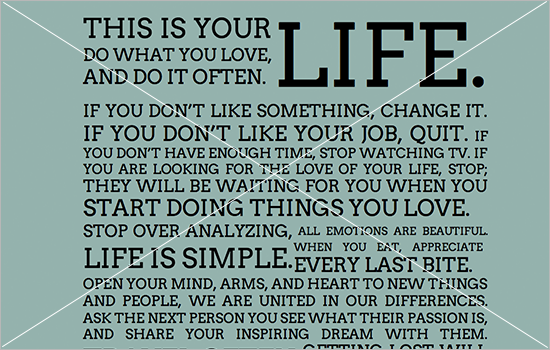 THIS IS YOUR LIFE.
DO WHAT YOU LOVE,
AND DO IT OFTEN.
IF YOU DON'T LIKE SOMETHING, CHANGE IT.
IF YOU DON'T LIKE YOUR JOB, QUIT. IF
YOU DON'T HAVE ENOUGH TIME, STOP WATCHING TV. IF
YOU ARE LOOKING FOR THE LOVE OF YOUR LIFE, STOP;
THEY WILL BE WAITING FOR YOU WHEN YOU
START DOING THINGS YOU LOVE.
STOP OVER ANALYZING, ALL EMOTIONS ARE BEAUTIFUL.
WHEN YOU EAT, APPRECIATE
LIFE IS SIMPLE. EVERY LAST BITE.
OPEN YOUR MIND, ARMS, AND HEART TO NEW THINGS
AND PEOPLE, WE ARE UNITED IN OUR DIFFERENCES.
ASK THE NEXT PERSON YOU SEE WHAT THEIR PASSION IS,
AND SHARE YOUR INSPIRING DREAM WITH THEM.
GETTING LOST WILL